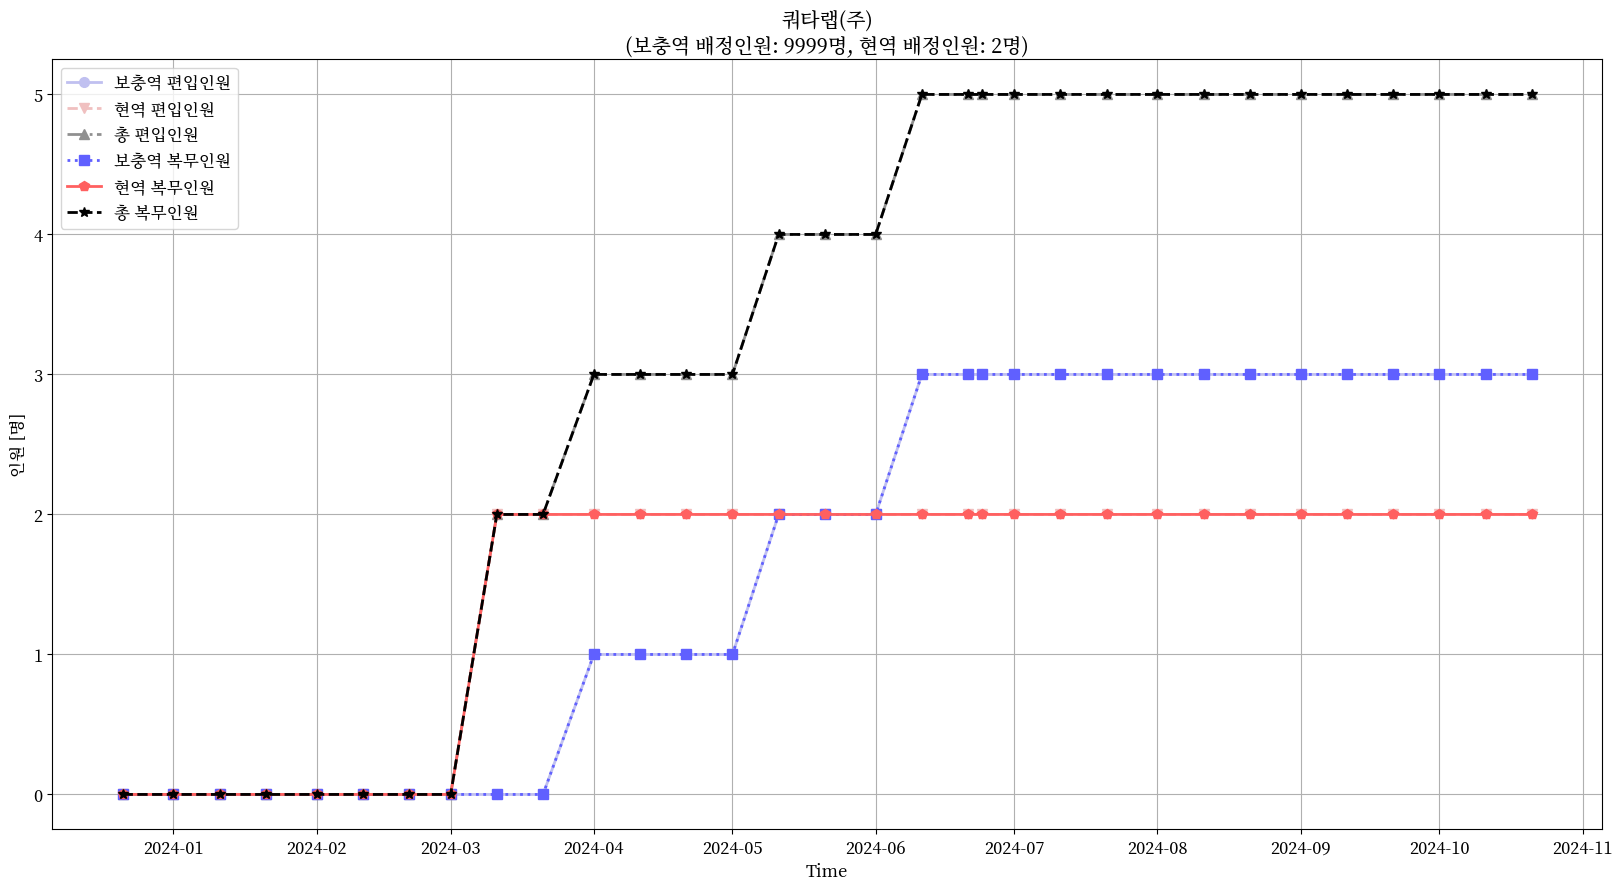 쿼타랩(주)
(보충역 배정인원: 9999명, 현역 배정인원: 2명)
보충역 편입인원
현역 편입인원
총 편입인원
보충역 복무인원
현역 복무인원
총 복무인원
5
4
3
2
1
0
인원 [명]
2024-01 2024-02 2024-03 2024-04 2024-05 2024-06 2024-07 2024-08 2024-09 2024-10 2024-11
Time